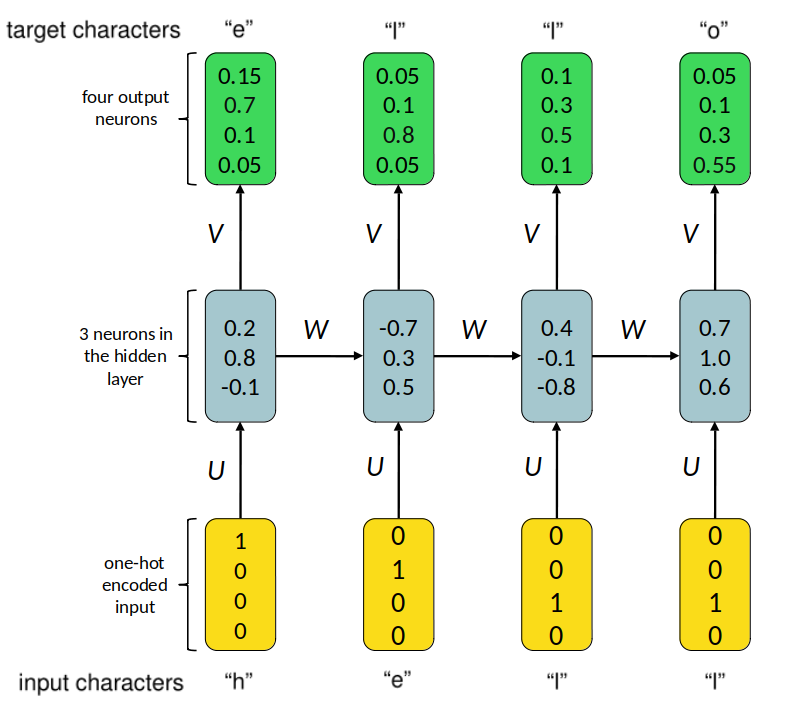 target characters “e” “l” “l” “o”
four output
neurons
0.15 0.05 0.1 0.05
0.7 0.1 0.3 0.1
0.1 0.8 0.5 0.3
0.05 0.05 0.1 0.55
V V V V
3 neurons in
the hidden
layer
0.2 -0.7 0.4 0.7
0.8 0.3 -0.1 1.0
-0.1 0.5 -0.8 0.6
W W W
U U U U
one-hot
encoded
input
1 0 0 0
0 1 0 0
0 0 1 1
0 0 0 0
input characters “h” “e” “l” “l”